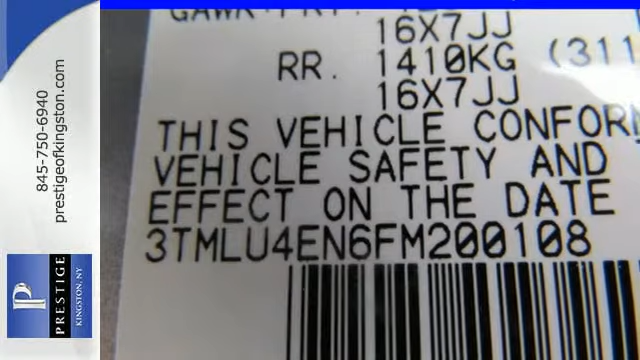 16X7JJ
RR. 1410KG (311
16X7JJ
THIS VEHICLE CONFOR
VEHICLE SAFETY AND
EFFECT ON THE DATE
3TMLU4EN6FM200108
845-750-6940
prestigeofkingston.com
P
PRESTIGE
KINGSTON, NY